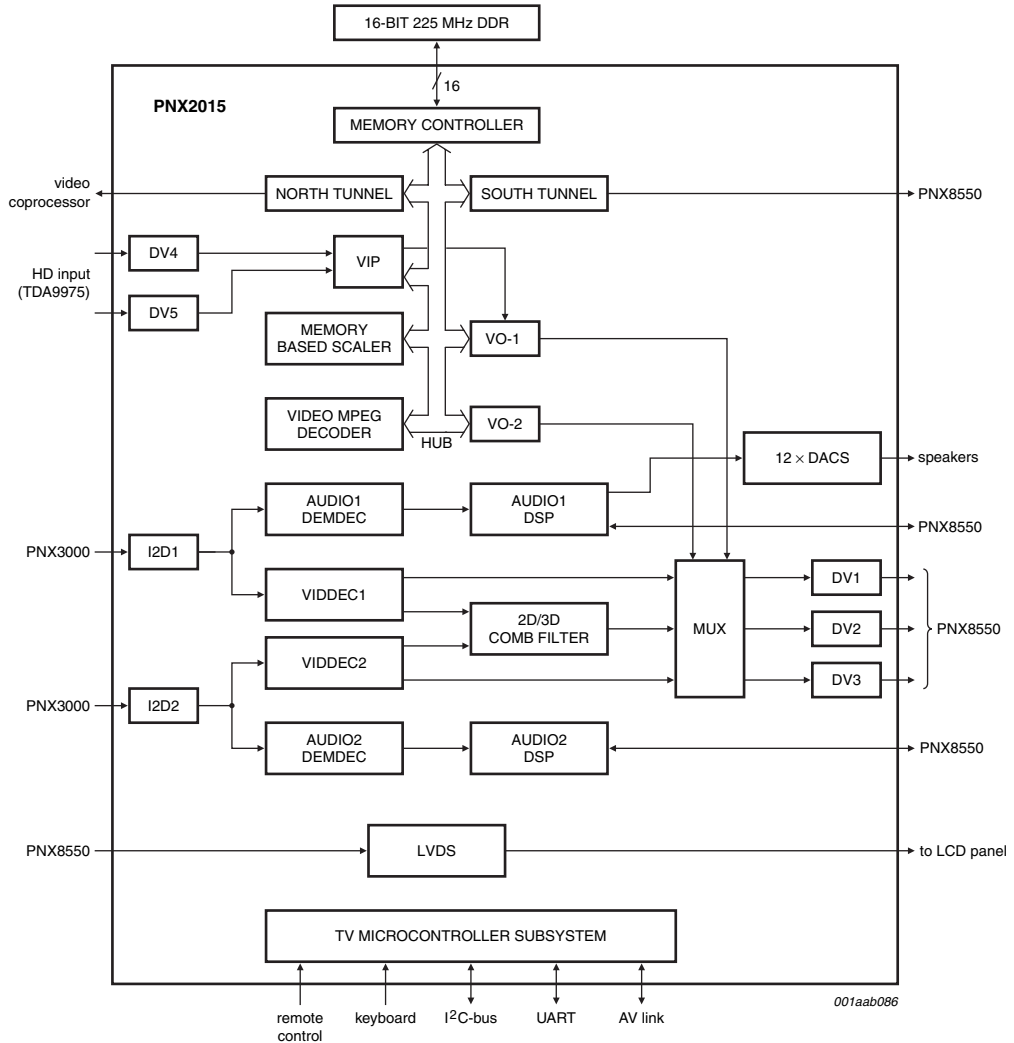 16-BIT 225 MHz DDR
16
PNX2015
MEMORY CONTROLLER
video
coprocessor
NORTH TUNNEL
SOUTH TUNNEL
PNX8550
DV4
VIP
HD input
(TDA9975)
DV5
MEMORY
BASED SCALER
VO-1
VIDEO MPEG
DECODER
HUB
VO-2
12 × DACS
speakers
AUDIO1
DEMDEC
AUDIO1
DSP
PNX8550
PNX3000
I2D1
VIDDEC1
2D/3D
COMB FILTER
MUX
DV1
DV2
DV3
PNX8550
VIDDEC2
PNX3000
I2D2
AUDIO2
DEMDEC
AUDIO2
DSP
PNX8550
PNX8550
LVDS
to LCD panel
TV MICROCONTROLLER SUBSYSTEM
remote
control
keyboard
I²C-bus
UART
AV link
001aab086